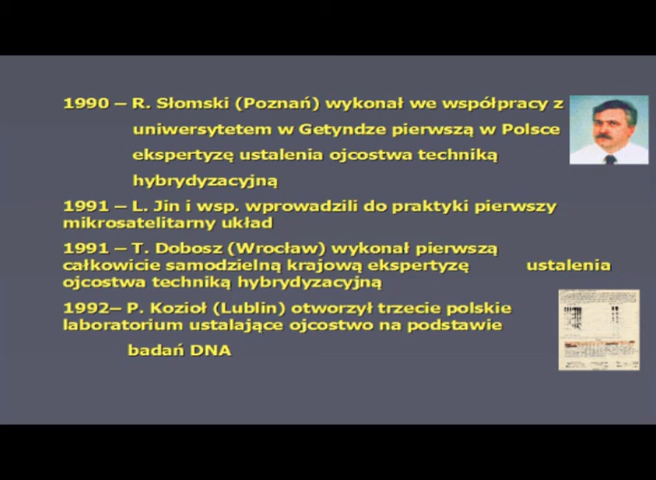 1990 – R. Słomski (Poznań) wykonał we współpracy z
uniwersytetem w Getyndze pierwszą w Polsce
ekspertyzę ustalenia ojcostwa techniką
hybrydyzacyjną
1991 – L. Jin i wsp. wprowadzili do praktyki pierwszy
mikrosatelitarny układ
1991 – T. Dobosz (Wrocław) wykonał pierwszą
całkowicie samodzielną krajową ekspertyzę ustalenia
ojcostwa techniką hybrydyzacyjną
1992– P. Kozioł (Lublin) otworzył trzecie polskie
laboratorium ustalające ojcostwo na podstawie
badań DNA